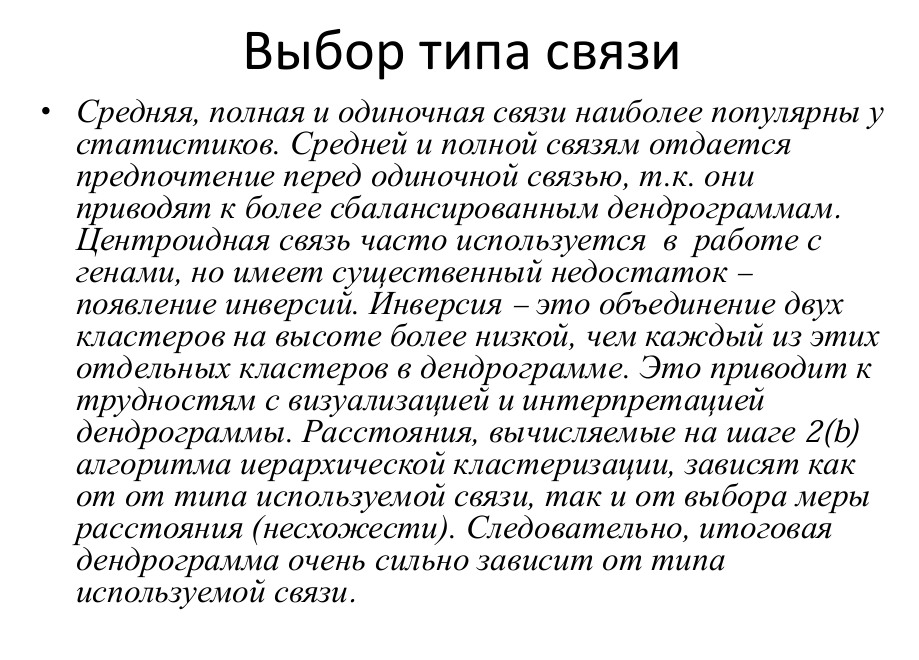 Выбор типа связи
• Средняя, полная и одиночная связи наиболее популярны у
статистиков. Средней и полной связям отдается
предпочтение перед одиночной связью, т.к. они
приводят к более сбалансированным дендрограммам.
Центроидная связь часто используется в работе с
генами, но имеет существенный недостаток –
появление инверсий. Инверсия – это объединение двух
кластеров на высоте более низкой, чем каждый из этих
отдельных кластеров в дендрограмме. Это приводит к
трудностям с визуализацией и интерпретацией
дендрограммы. Расстояния, вычисляемые на шаге 2(b)
алгоритма иерархической кластеризации, зависят как
от от типа используемой связи, так и от выбора меры
расстояния (несхожести). Следовательно, итоговая
дендрограмма очень сильно зависит от типа
используемой связи.